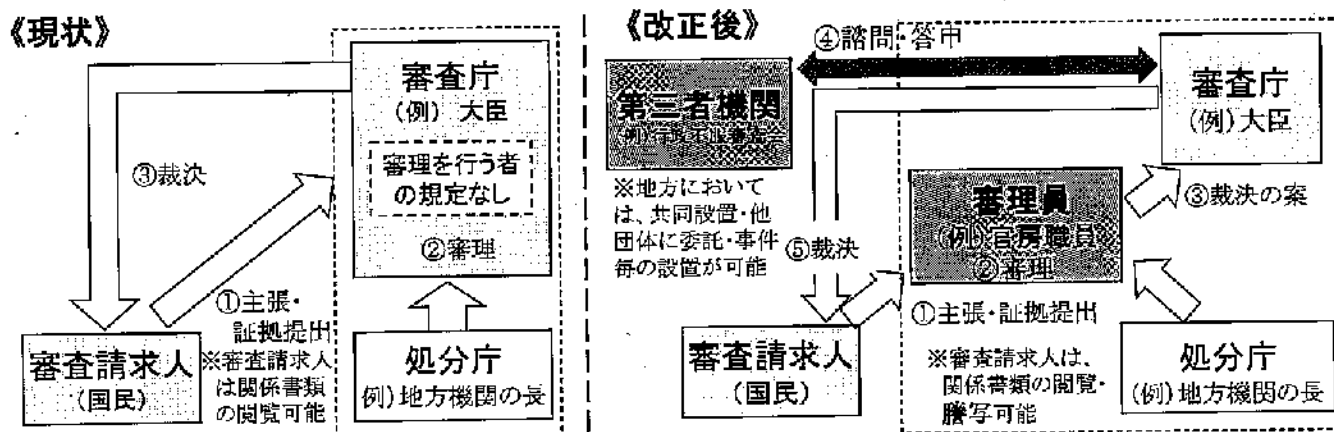 《現状》
審査庁
(例) 大臣
審理を行う者
の規定なし
②審理
③裁決
①主張・
証拠提出
※審査請求人
は関係書類
の閲覧可能
審査請求人
(国民)
処分庁
(例) 地方機関の長
《改正後》
④諮問・答申
第三者機関
(例)行政不服審査会
※地方において
は、共同設置・他
団体に委託・事件
毎の設置が可能
審査庁
(例)大臣
審理員
(例)官房職員
②審理
③裁決の案
⑤裁決
①主張・証拠提出
※審査請求人は、
関係書類の閲覧・
謄写可能
審査請求人
(国民)
処分庁
(例)地方機関の長